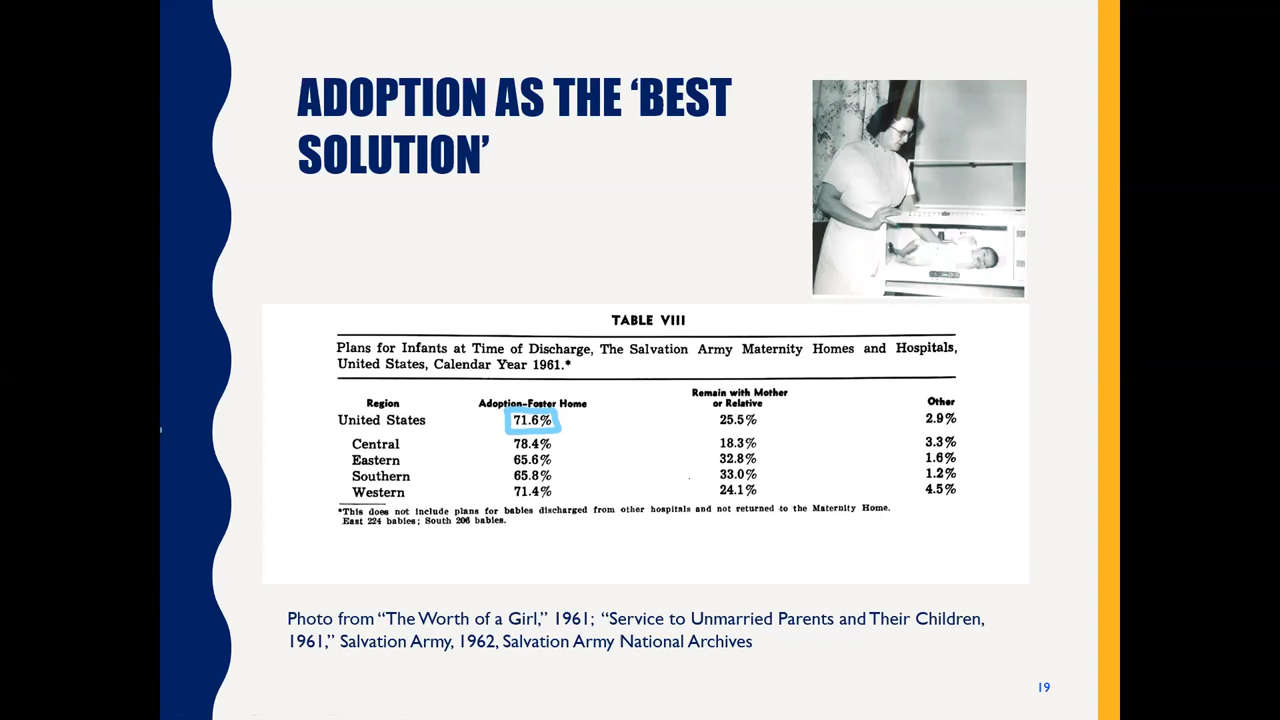 ADOPTION AS THE ‘BEST
SOLUTION’
TABLE VIII
Plans for Infants at Time of Discharge, The Salvation Army Maternity Homes and Hospitals,
United States, Calendar Year 1961.*
Region Adoption-Foster Home Remain with Mother or Relative Other
United States 71.6% 25.5% 2.9%
Central 78.4% 18.3% 3.3%
Eastern 65.6% 32.8% 1.6%
Southern 65.8% 33.0% 1.2%
Western 71.4% 24.1% 4.5%
*This does not include plans for babies discharged from other hospitals and not returned to the Maternity Home.
East 224 babies; South 206 babies.
Photo from “The Worth of a Girl,” 1961; “Service to Unmarried Parents and Their Children,
1961,” Salvation Army, 1962, Salvation Army National Archives
19